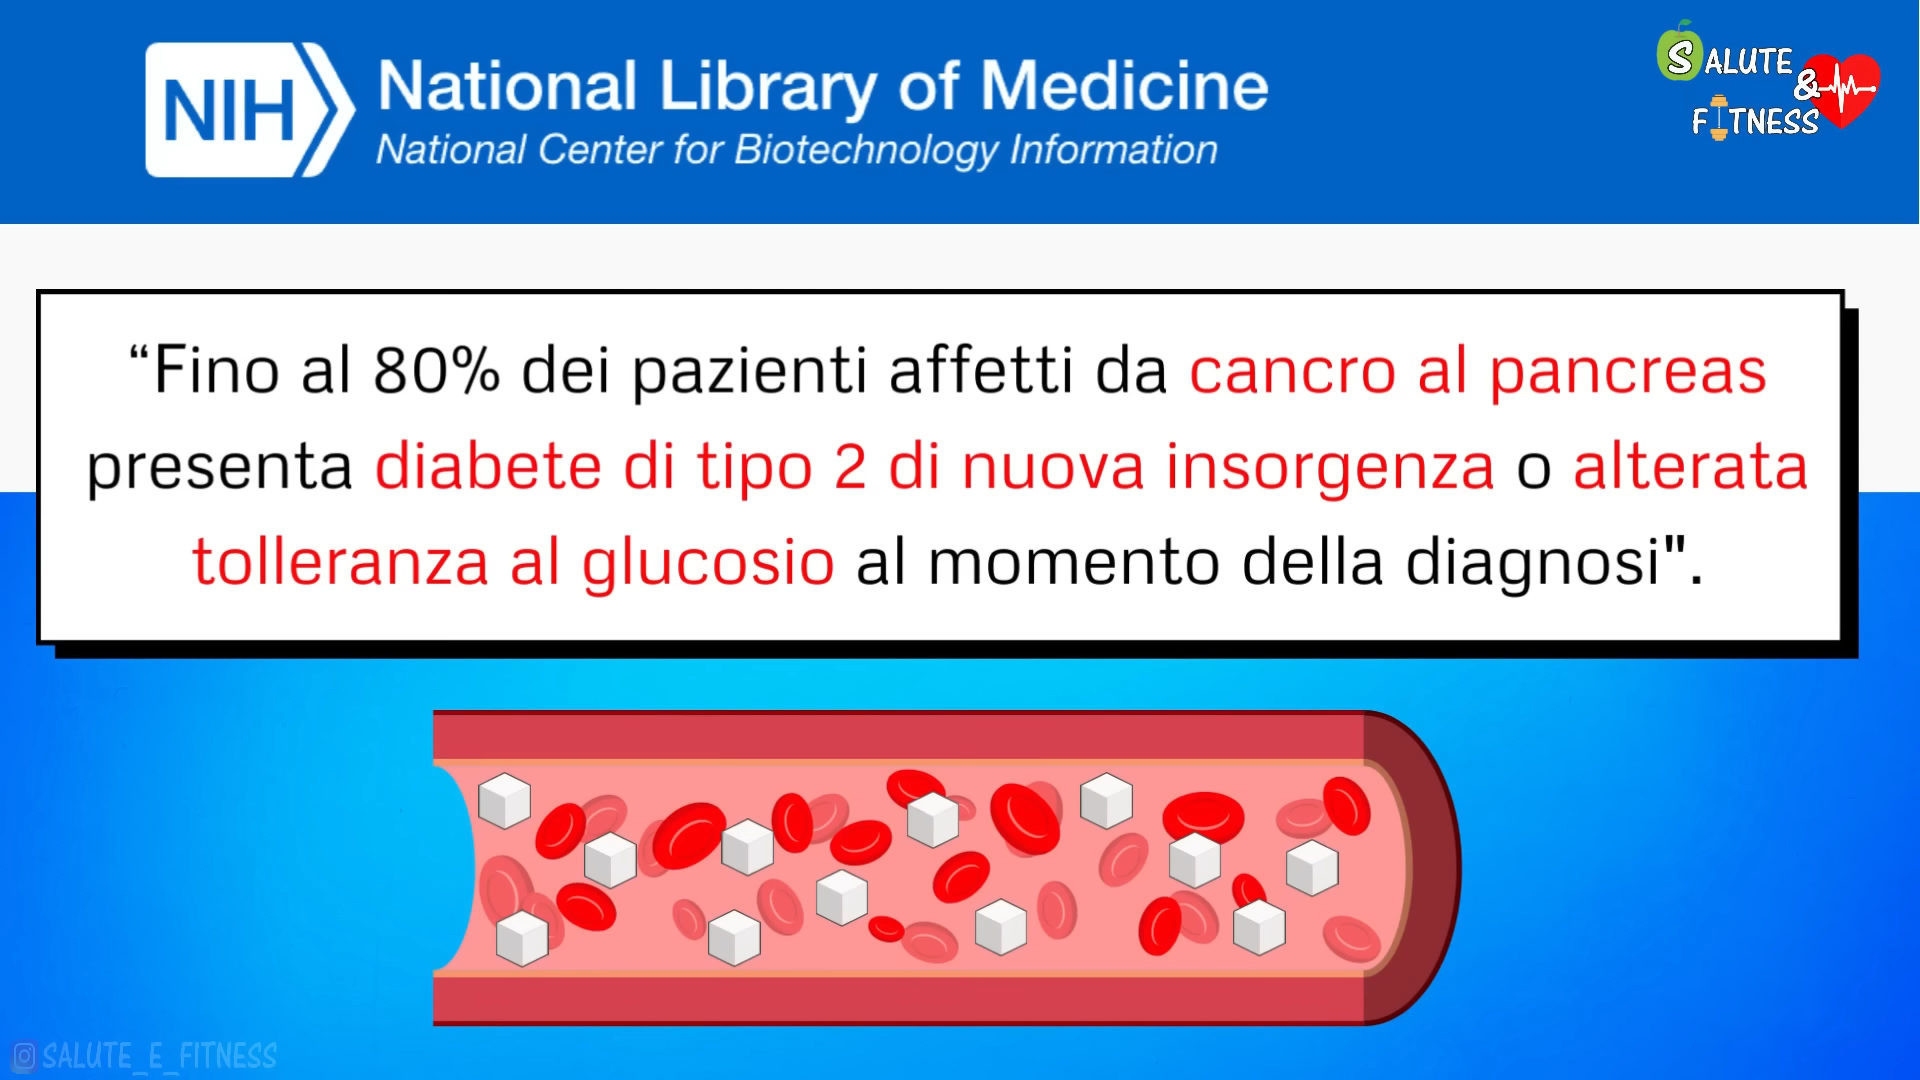 NIH
National Library of Medicine
National Center for Biotechnology Information
SALUTE
&
FITNESS
“Fino al 80% dei pazienti affetti da cancro al pancreas
presenta diabete di tipo 2 di nuova insorgenza o alterata
tolleranza al glucosio al momento della diagnosi".
SALUTE_E_FITNESS